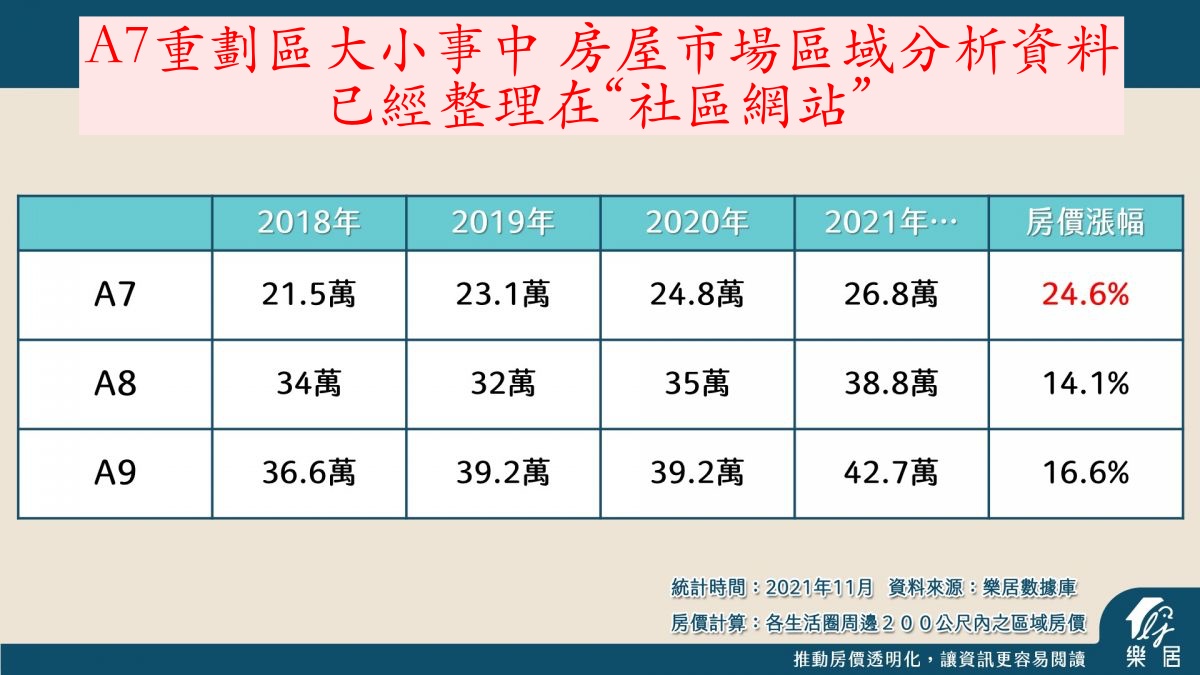 A7重劃區大小事中 房屋市場區域分析資料
已經整理在“社區網站”
2018年 2019年 2020年 2021年⋯ 房價漲幅
A7 21.5萬 23.1萬 24.8萬 26.8萬 24.6%
A8 34萬 32萬 35萬 38.8萬 14.1%
A9 36.6萬 39.2萬 39.2萬 42.7萬 16.6%
統計時間：2021年11月 資料來源：樂居數據庫
房價計算：各生活圈周邊２００公尺內之區域房價
推動房價透明化，讓資訊更容易閱讀
樂居